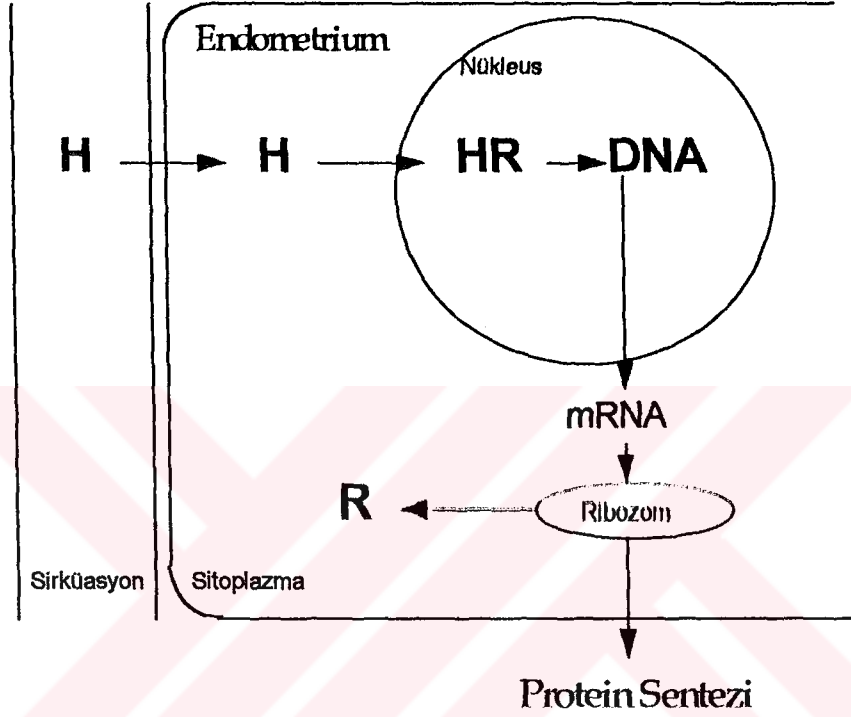 Endometrium
Nükleus
H H HR DNA
mRNA
R Ribozom
Sirküasyon Sitoplazma
Protein Sentezi